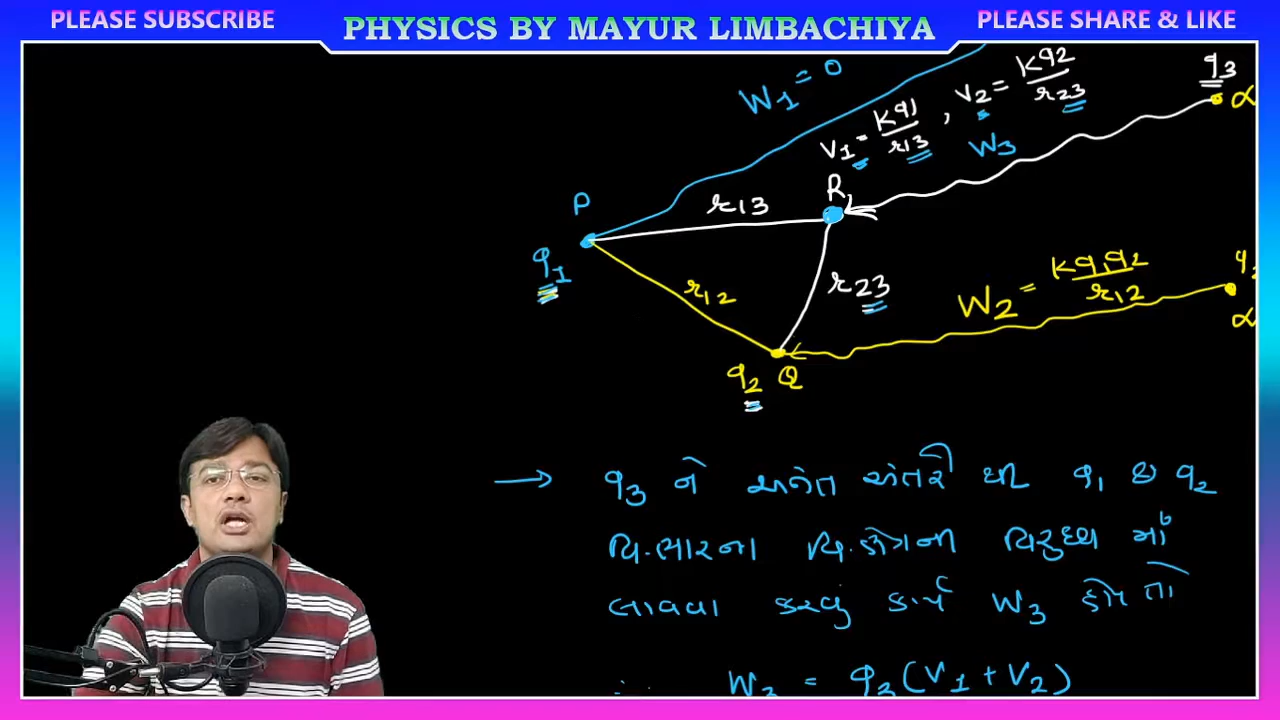 PLEASE SUBSCRIBE
PHYSICS BY MAYUR LIMBACHIYA
PLEASE SHARE & LIKE
W1 = 0
V1 = kq1/r13 , V2 = kq2/r23
q3
α
W3
R
P
r13
q1
r12
r23
W2 = kq1q2/r12
α
q2 Q
→ q3 ને અનંત અંતરે થી q1 છ q2
વિ.ભારના વિ.ક્ષેત્રની વિરુધ્ધ માં
લાવવા કરવું કાર્ય W3 હોય તો
∴ W3 = q3 (V1 + V2)